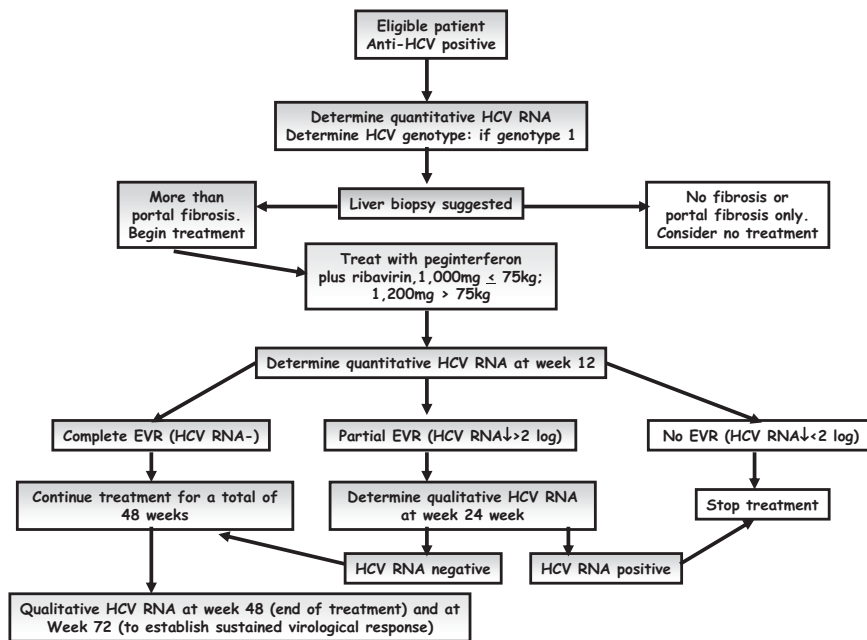 Eligible patient
Anti-HCV positive
Determine quantitative HCV RNA
Determine HCV genotype: if genotype 1
More than
portal fibrosis.
Begin treatment
Liver biopsy suggested
No fibrosis or
portal fibrosis only.
Consider no treatment
Treat with peginterferon
plus ribavirin,1,000mg ≤ 75kg;
1,200mg > 75kg
Determine quantitative HCV RNA at week 12
Complete EVR (HCV RNA-)
Partial EVR (HCV RNA↓>2 log)
No EVR (HCV RNA↓<2 log)
Continue treatment for a total of
48 weeks
Determine qualitative HCV RNA
at week 24 week
Stop treatment
HCV RNA negative
HCV RNA positive
Qualitative HCV RNA at week 48 (end of treatment) and at
Week 72 (to establish sustained virological response)